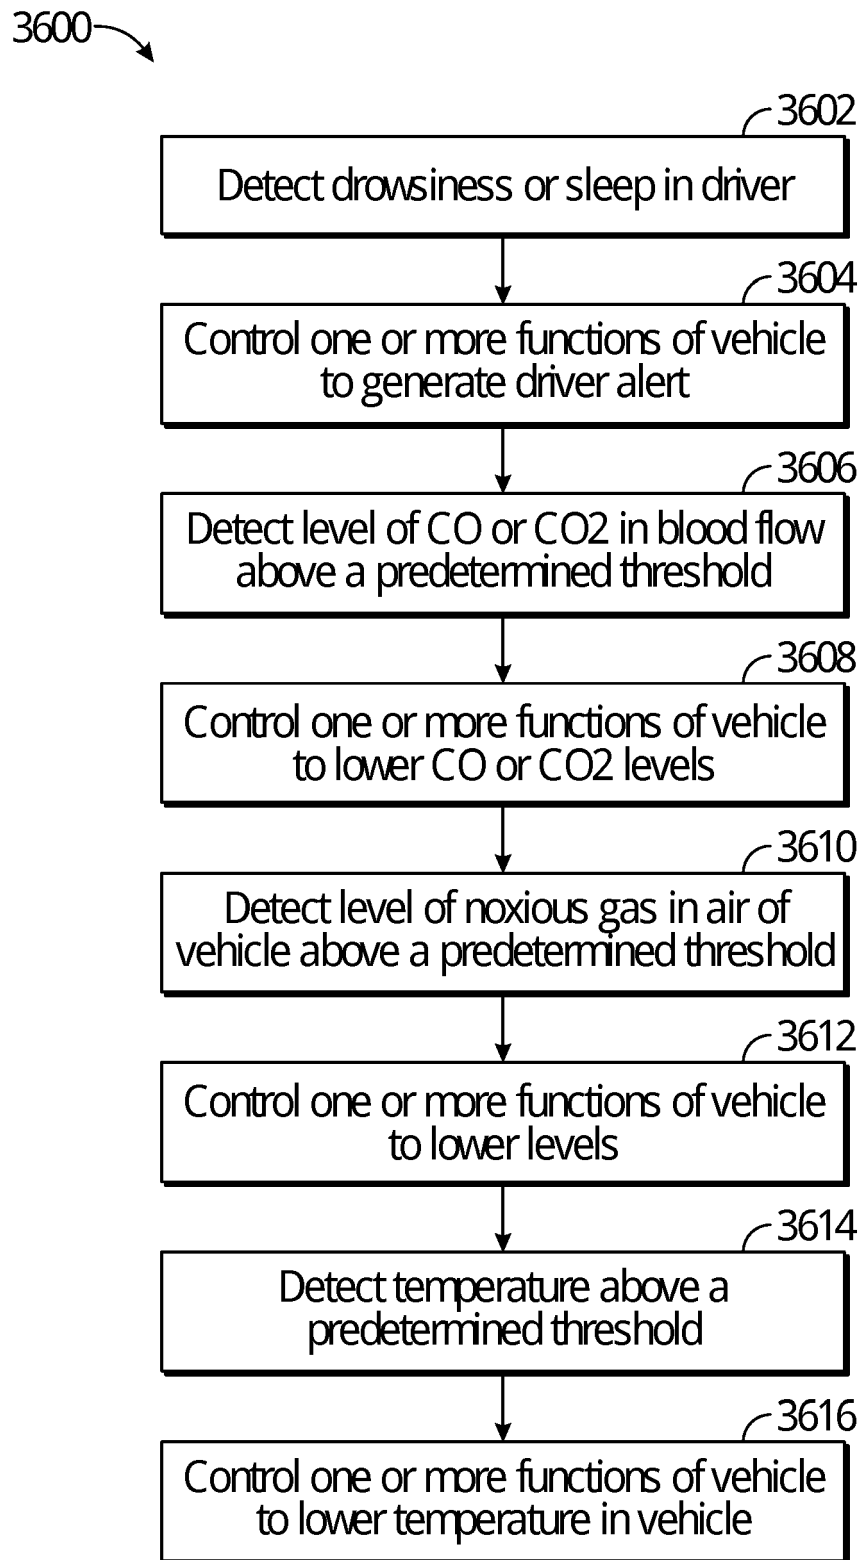 3600
3602
Detect drowsiness or sleep in driver
3604
Control one or more functions of vehicle
to generate driver alert
3606
Detect level of CO or CO2 in blood flow
above a predetermined threshold
3608
Control one or more functions of vehicle
to lower CO or CO2 levels
3610
Detect level of noxious gas in air of
vehicle above a predetermined threshold
3612
Control one or more functions of vehicle
to lower levels
3614
Detect temperature above a
predetermined threshold
3616
Control one or more functions of vehicle
to lower temperature in vehicle